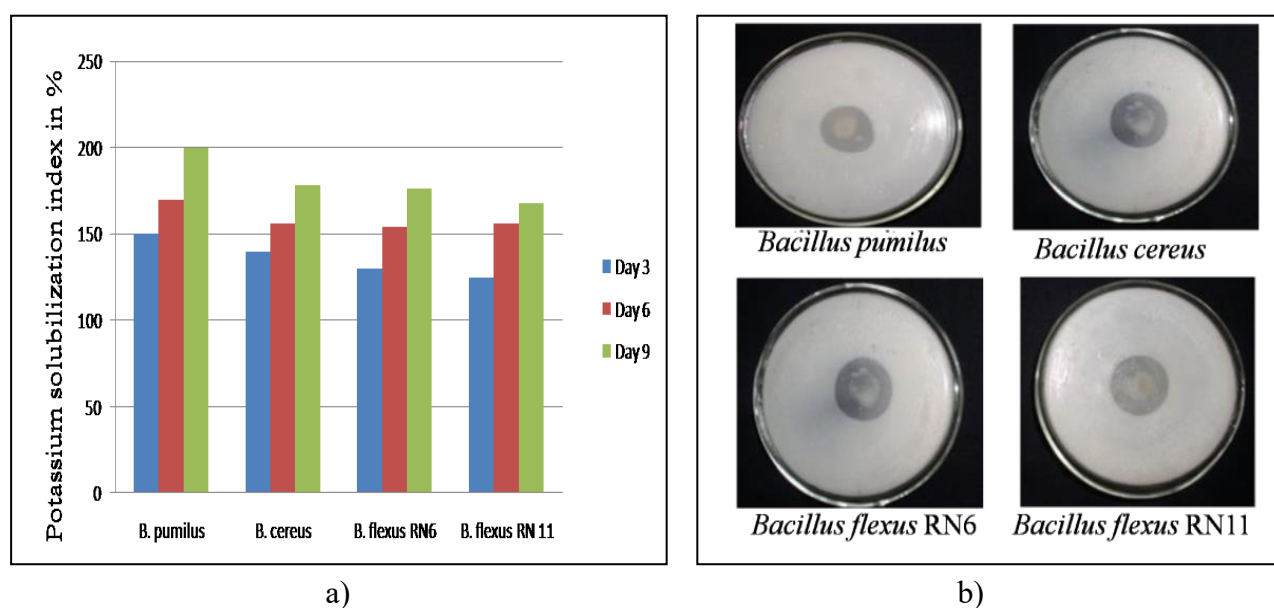 Potassium solubilization index in %
250
200
150
100
50
0
B. pumilus
B. cereus
B. flexus RN6
B. flexus RN 11
Day 3
Day 6
Day 9
a)
Bacillus pumilus
Bacillus cereus
Bacillus flexus RN6
Bacillus flexus RN11
b)